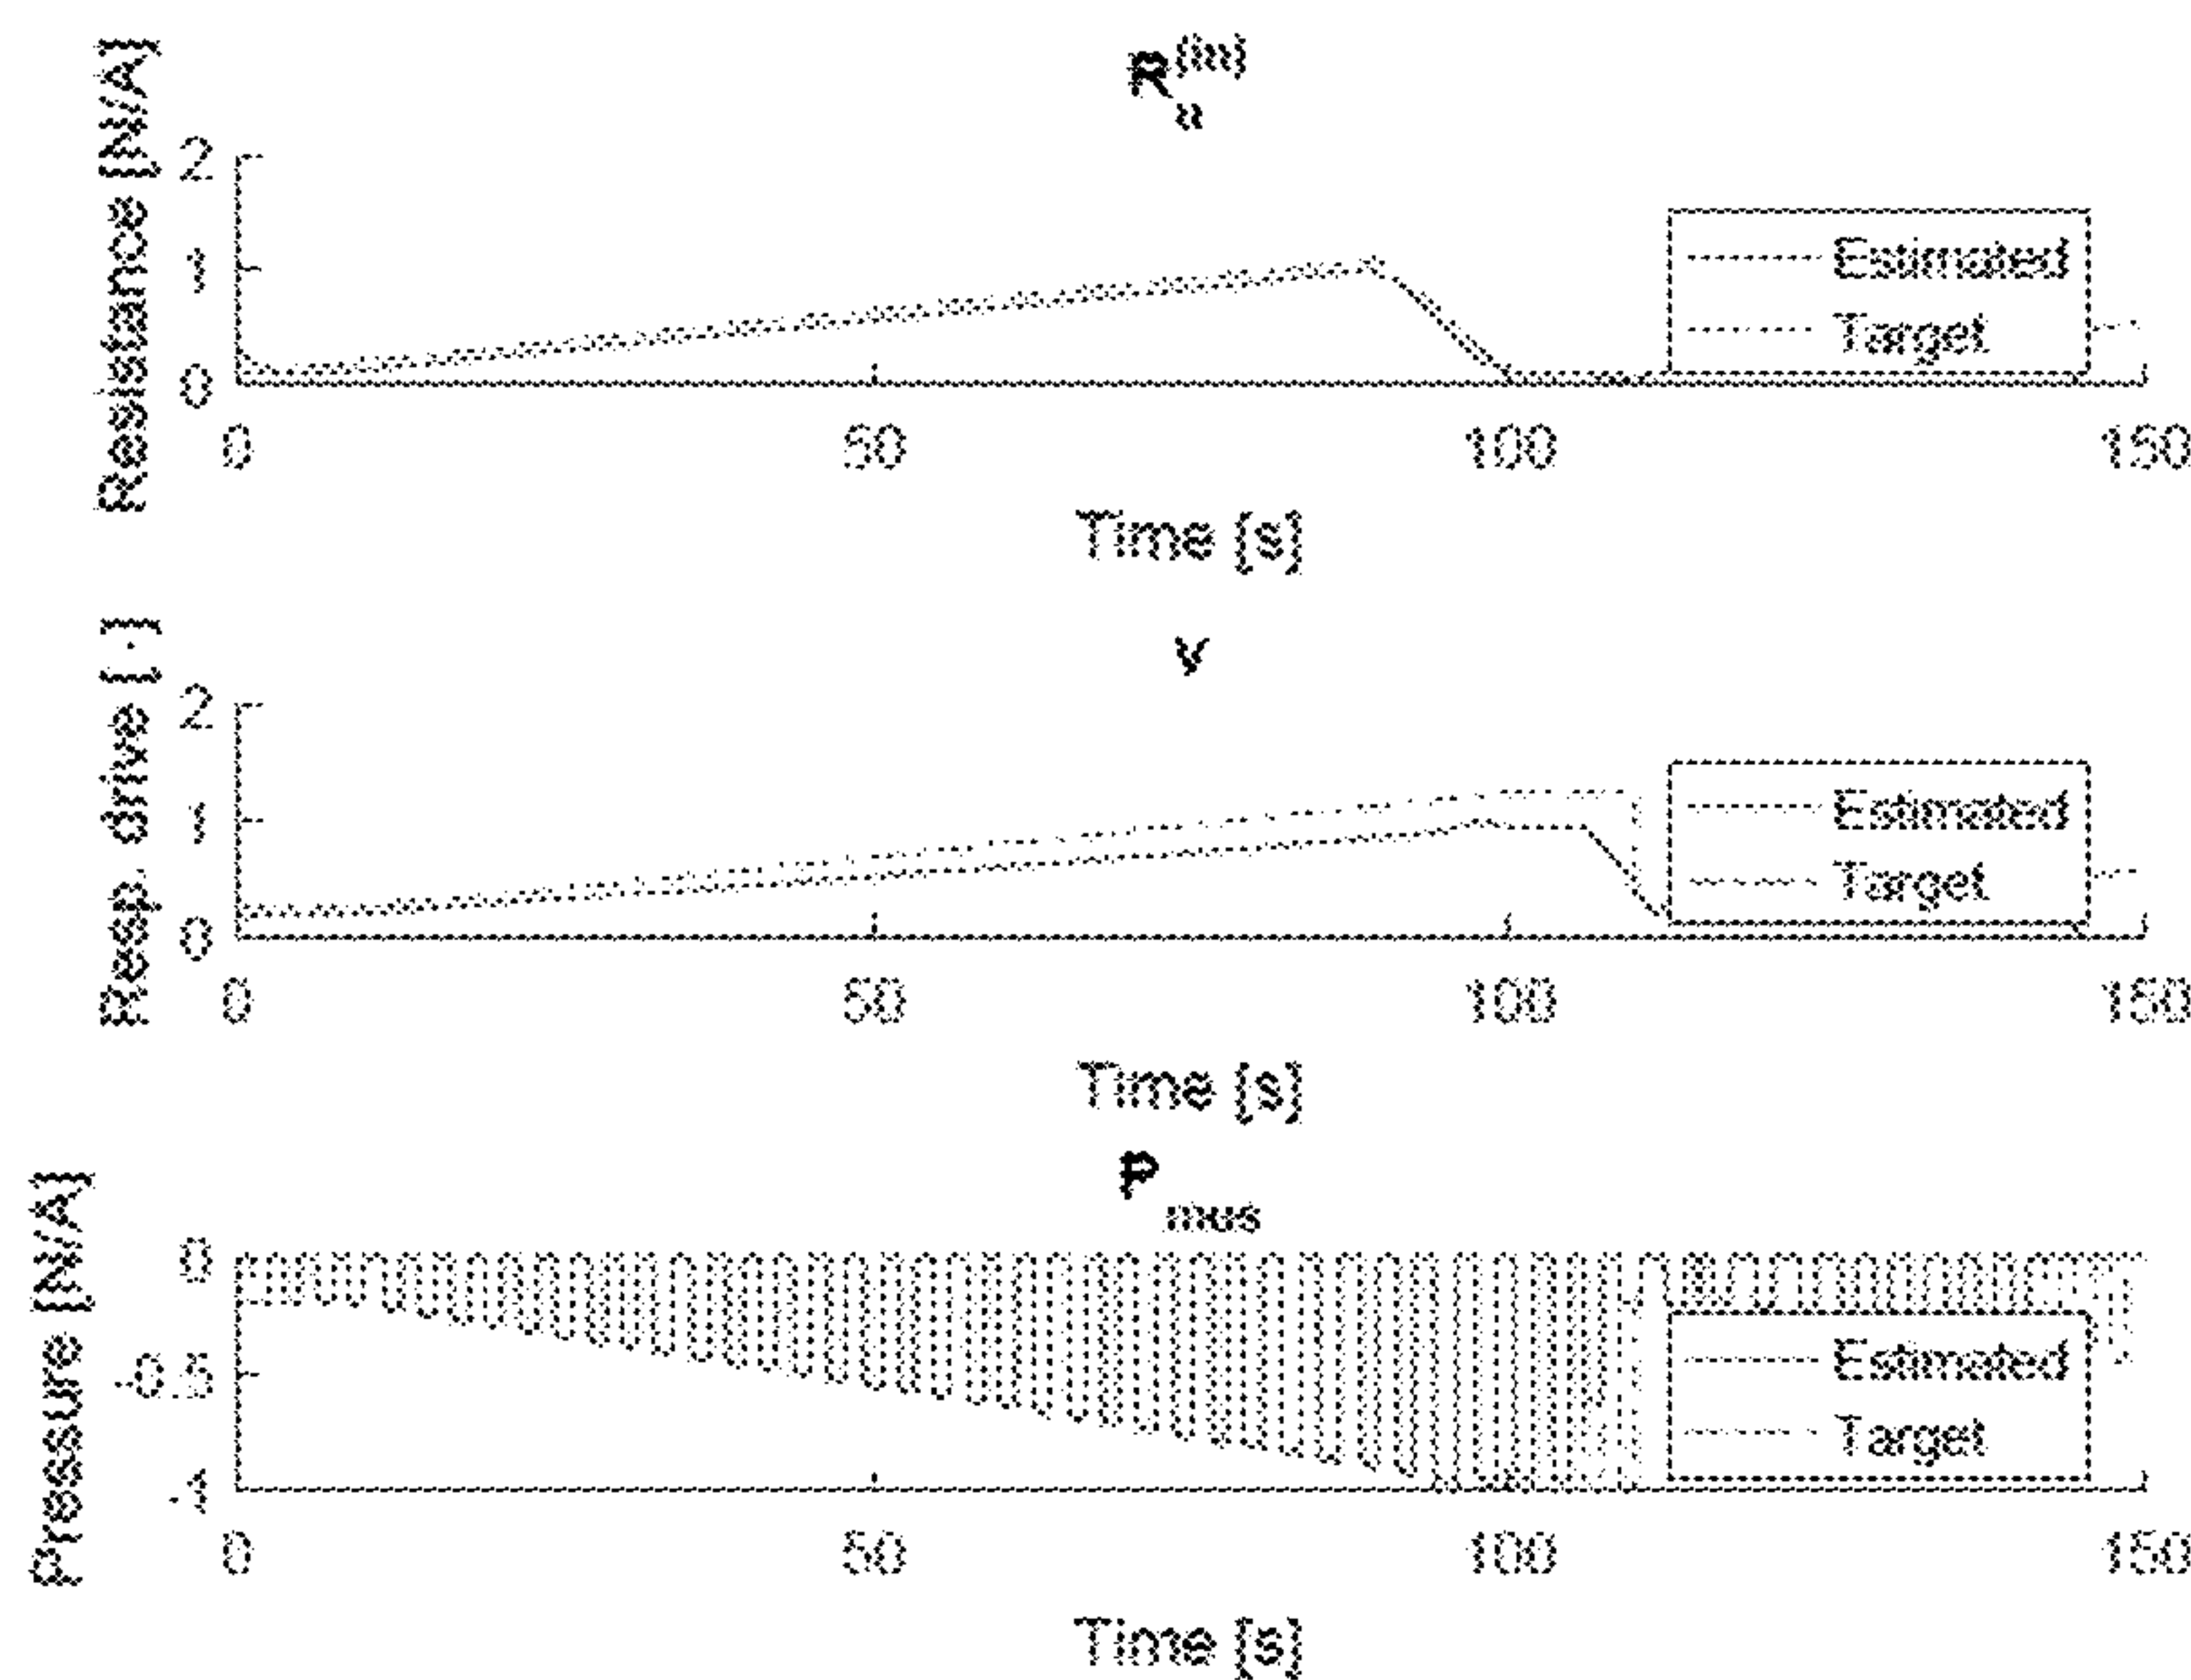 Resistance [N/A]
2
1
0
Estimated
Target
0 50 100 150
Time [s]
v
Resp. drive [-]
2
1
0
Estimated
Target
0 50 100 150
Time [s]
P mus
Pressure [N/A]
0
-0.5
-1
Estimated
Target
0 50 100 150
Time [s]